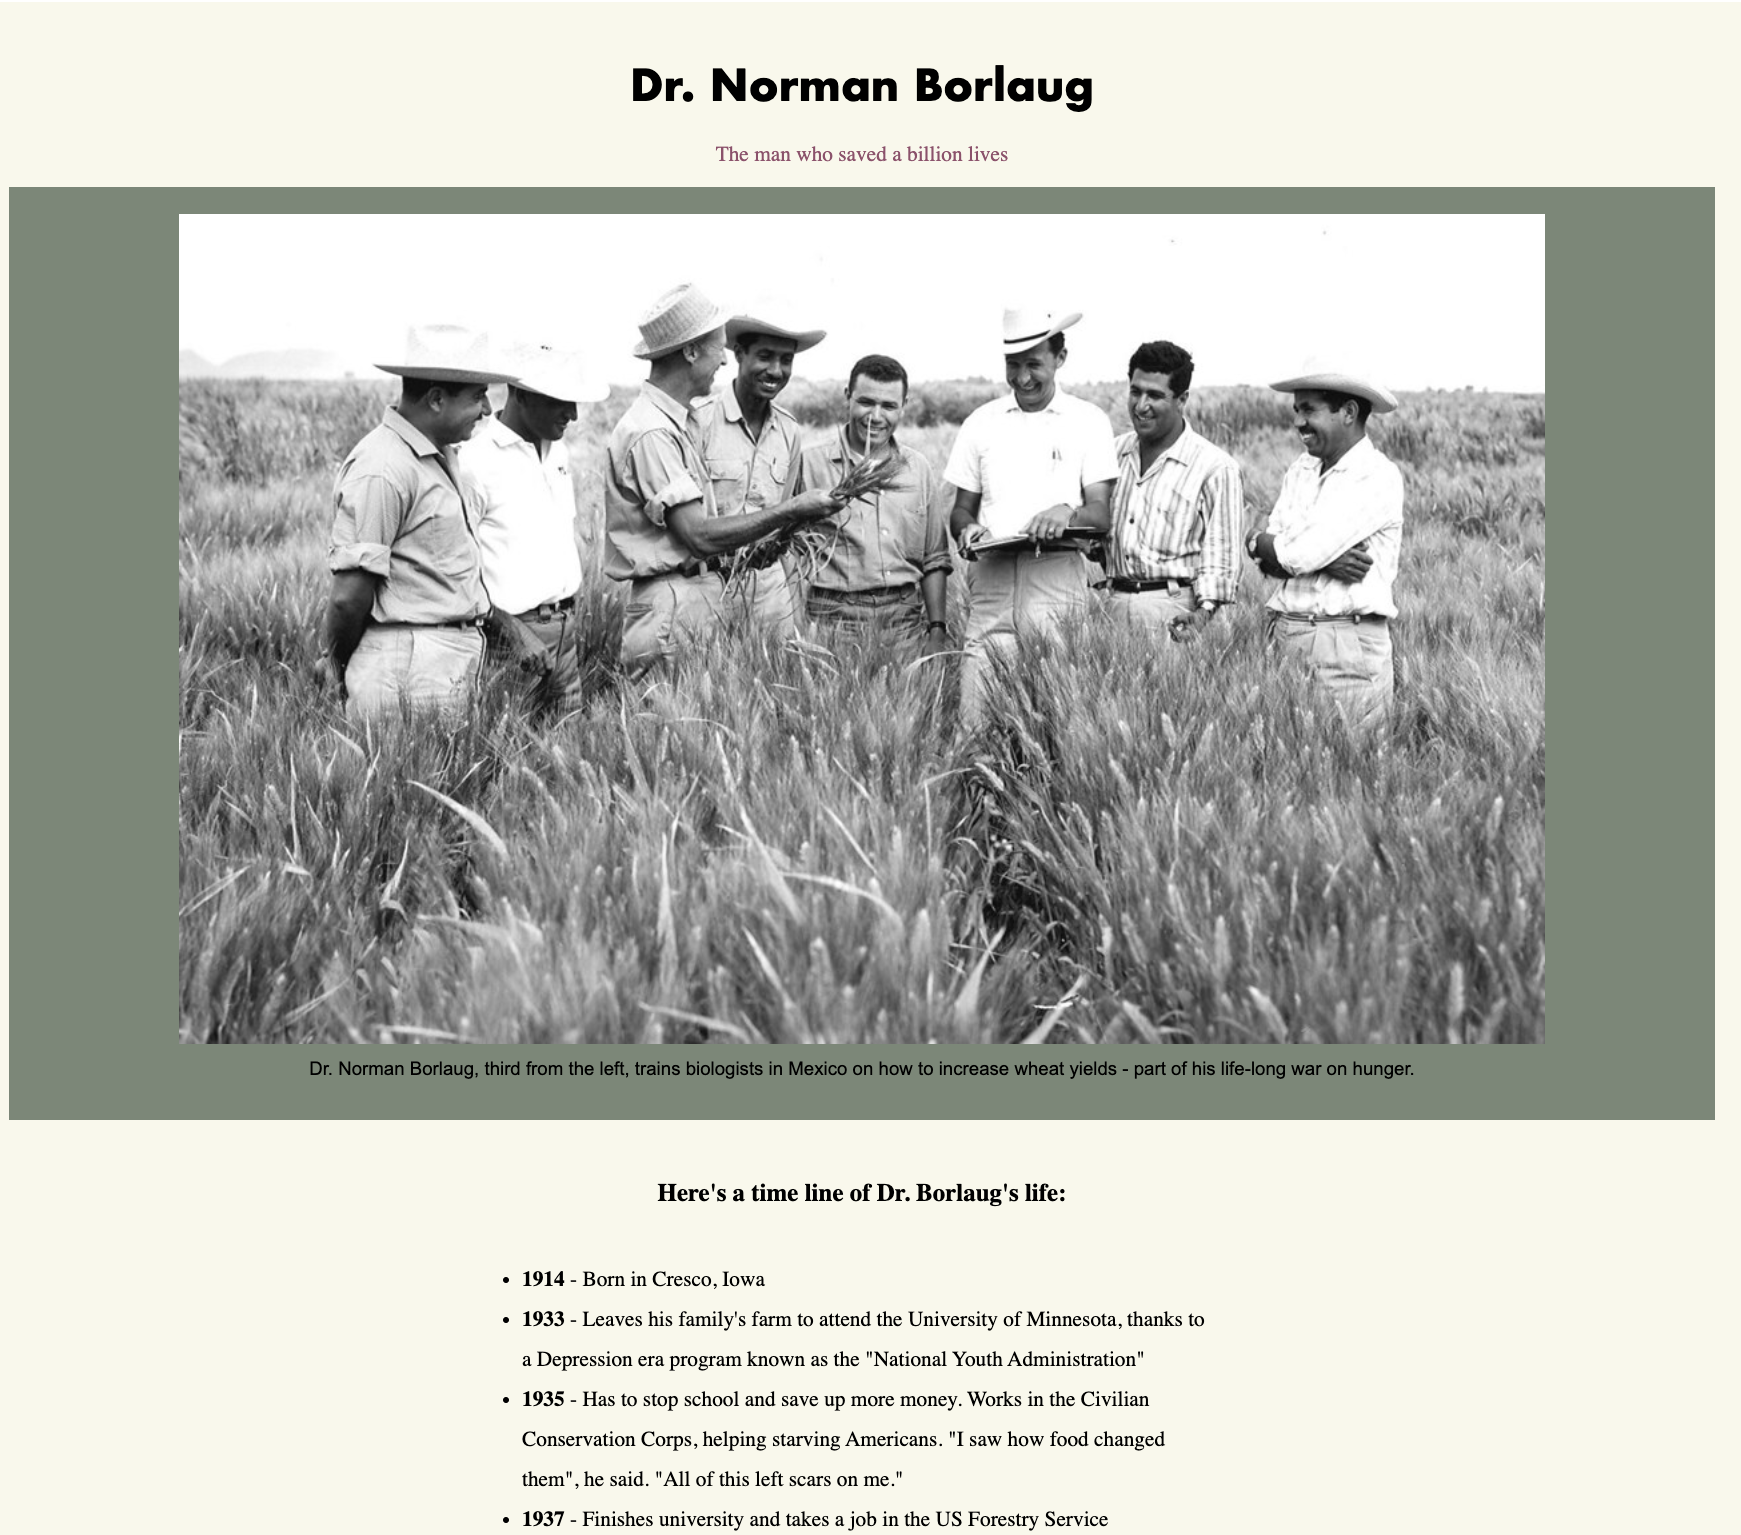 Dr. Norman Borlaug
The man who saved a billion lives
Dr. Norman Borlaug, third from the left, trains biologists in Mexico on how to increase wheat yields - part of his life-long war on hunger.
Here's a time line of Dr. Borlaug's life:
• 1914 - Born in Cresco, Iowa
• 1933 - Leaves his family's farm to attend the University of Minnesota, thanks to
a Depression era program known as the "National Youth Administration"
• 1935 - Has to stop school and save up more money. Works in the Civilian
Conservation Corps, helping starving Americans. "I saw how food changed
them", he said. "All of this left scars on me."
• 1937 - Finishes university and takes a job in the US Forestry Service